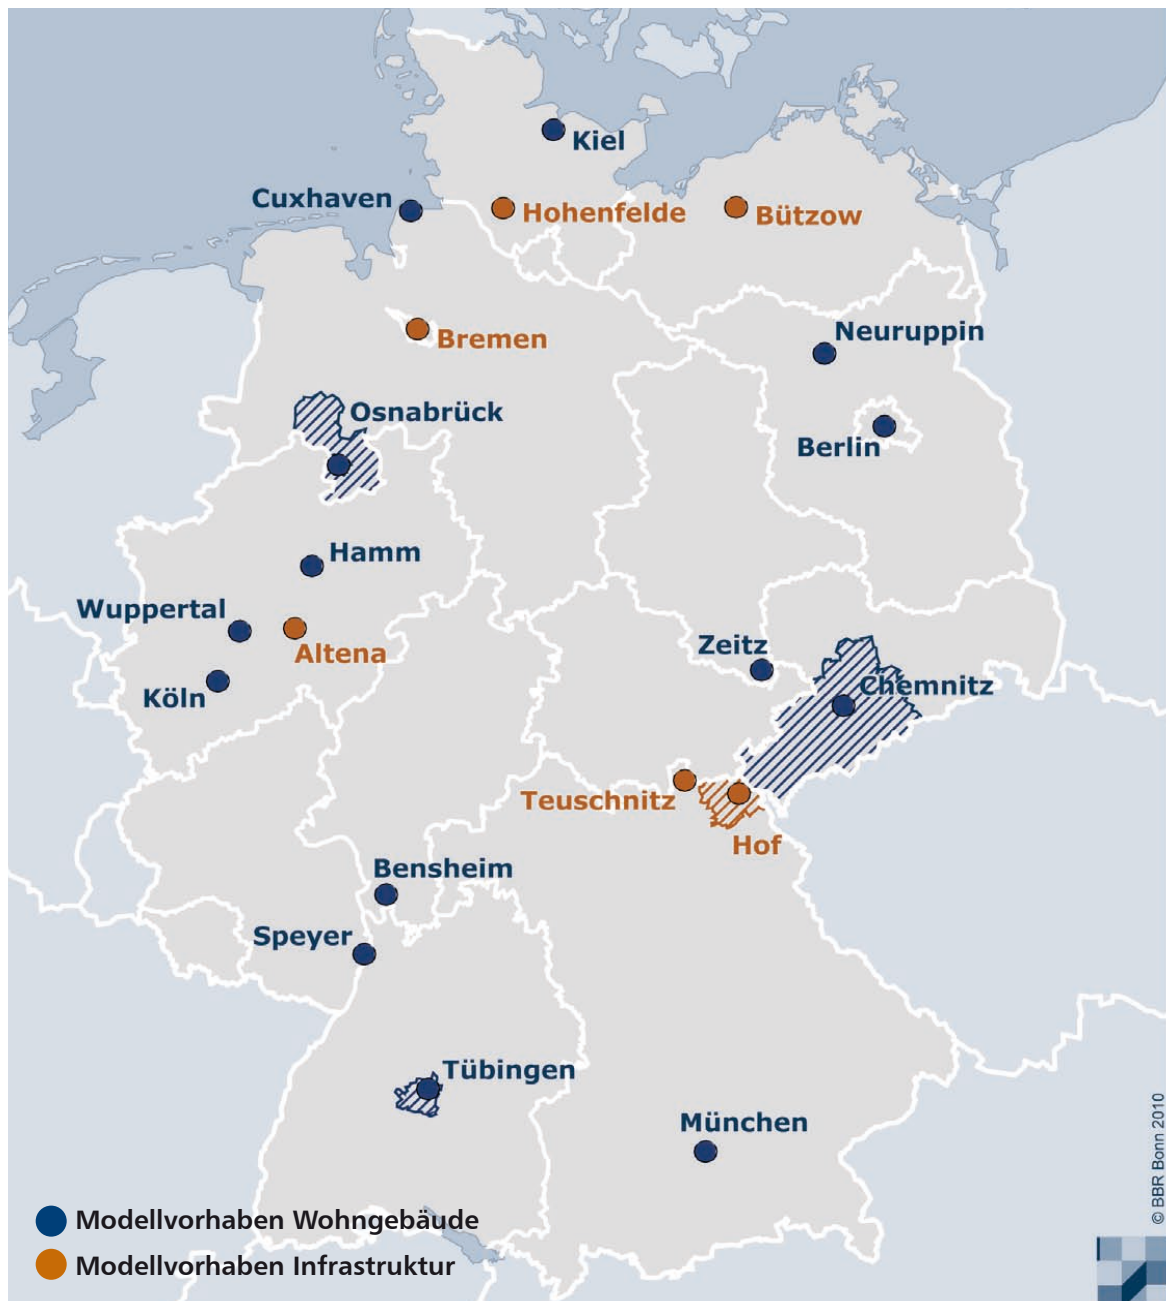 Kiel
Cuxhaven
Hohenfelde
Bützow
Bremen
Neuruppin
Osnabrück
Berlin
Hamm
Wuppertal
Altena
Zeitz
Köln
Chemnitz
Teuschnitz
Hof
Bensheim
Speyer
Tübingen
München
© BBR Bonn 2010
Modellvorhaben Wohngebäude
Modellvorhaben Infrastruktur